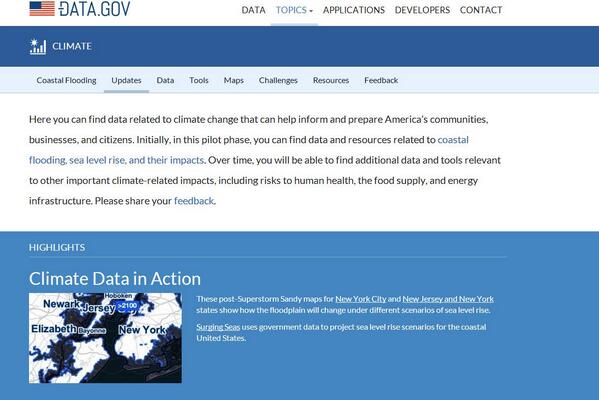 DATA.GOV
DATA TOPICS APPLICATIONS DEVELOPERS CONTACT
CLIMATE
Coastal Flooding Updates Data Tools Maps Challenges Resources Feedback
Here you can find data related to climate change that can help inform and prepare America's communities,
businesses, and citizens. Initially, in this pilot phase, you can find data and resources related to coastal
flooding, sea level rise, and their impacts. Over time, you will be able to find additional data and tools relevant
to other important climate-related impacts, including risks to human health, the food supply, and energy
infrastructure. Please share your feedback.
HIGHLIGHTS
Climate Data in Action
Hoboken
Newark Jersey >2100
Elizabeth Bayonne New York
These post-Superstorm Sandy maps for New York City and New Jersey and New York
states show how the floodplain will change under different scenarios of sea level rise.
Surging Seas uses government data to project sea level rise scenarios for the coastal
United States.